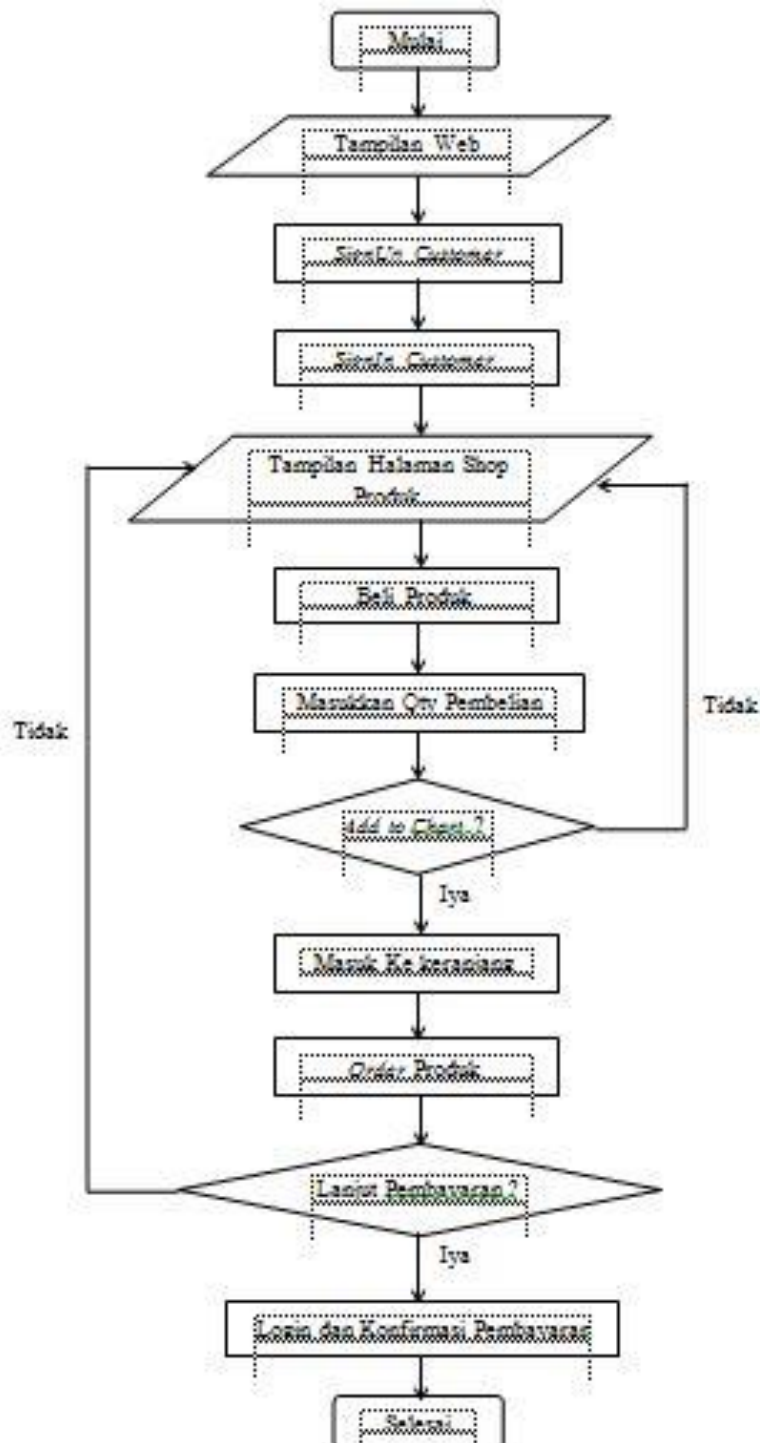 Mulai
Tampilan Web
SignUp Customer
SignIn Customer
Tampilan Halaman Shop
Produk
Beli Produk
Masukkan Qty Pembelian
Tidak
Tidak
Add to Chart.?
Iya
Masuk Ke keranjang
Order Produk
Lanjut Pembayaran.?
Iya
Login dan Konfirmasi Pembayaran
Selesai